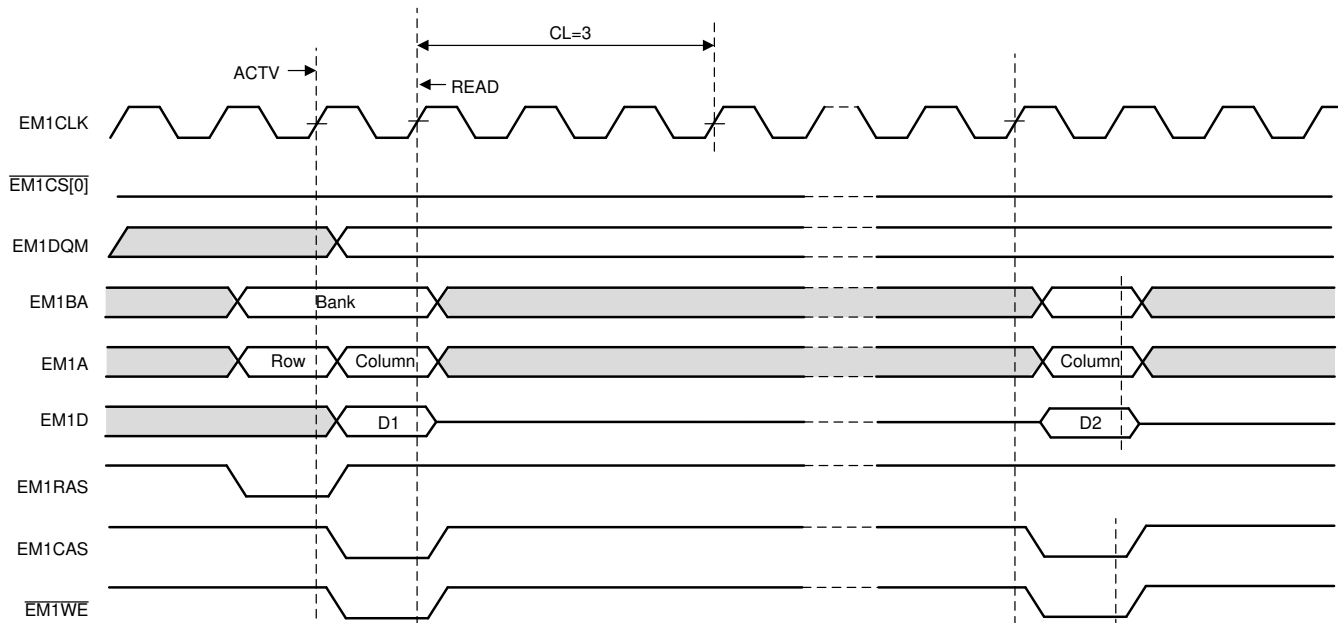 CL=3
ACTV
READ
EM1CLK
EM1CS[0]
EM1DQM
EM1BA
Bank
EM1A
Row
Column
Column
EM1D
D1
D2
EM1RAS
EM1CAS
EM1WE